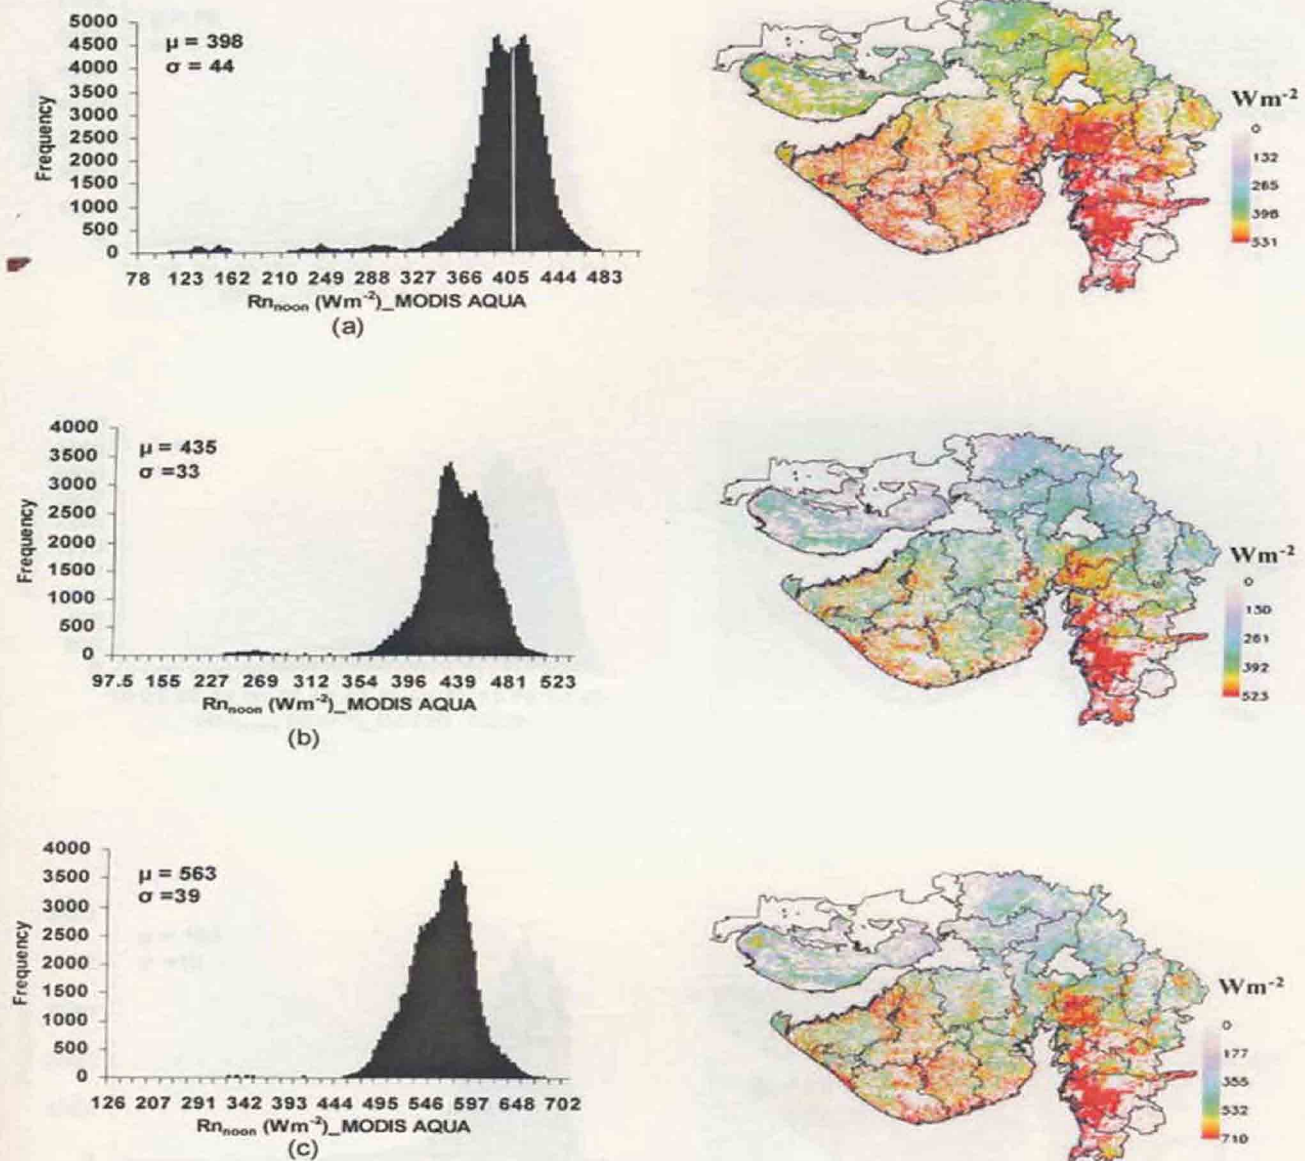 5000
4500
4000
3500
3000
2500
2000
1500
1000
500
0
Frequency
μ = 398
σ = 44
78 123 162 210 249 288 327 366 405 444 483
Rn_noon (Wm⁻²)_MODIS AQUA
(a)
Wm⁻²
0
132
265
398
531
4000
3500
3000
2500
2000
1500
1000
500
0
Frequency
μ = 435
σ =33
97.5 155 227 269 312 354 396 439 481 523
Rn_noon (Wm⁻²)_MODIS AQUA
(b)
Wm⁻²
0
130
261
392
523
4000
3500
3000
2500
2000
1500
1000
500
0
Frequency
μ = 563
σ =39
126 207 291 342 393 444 495 546 597 648 702
Rn_noon (Wm⁻²)_MODIS AQUA
(c)
Wm⁻²
0
177
355
532
710